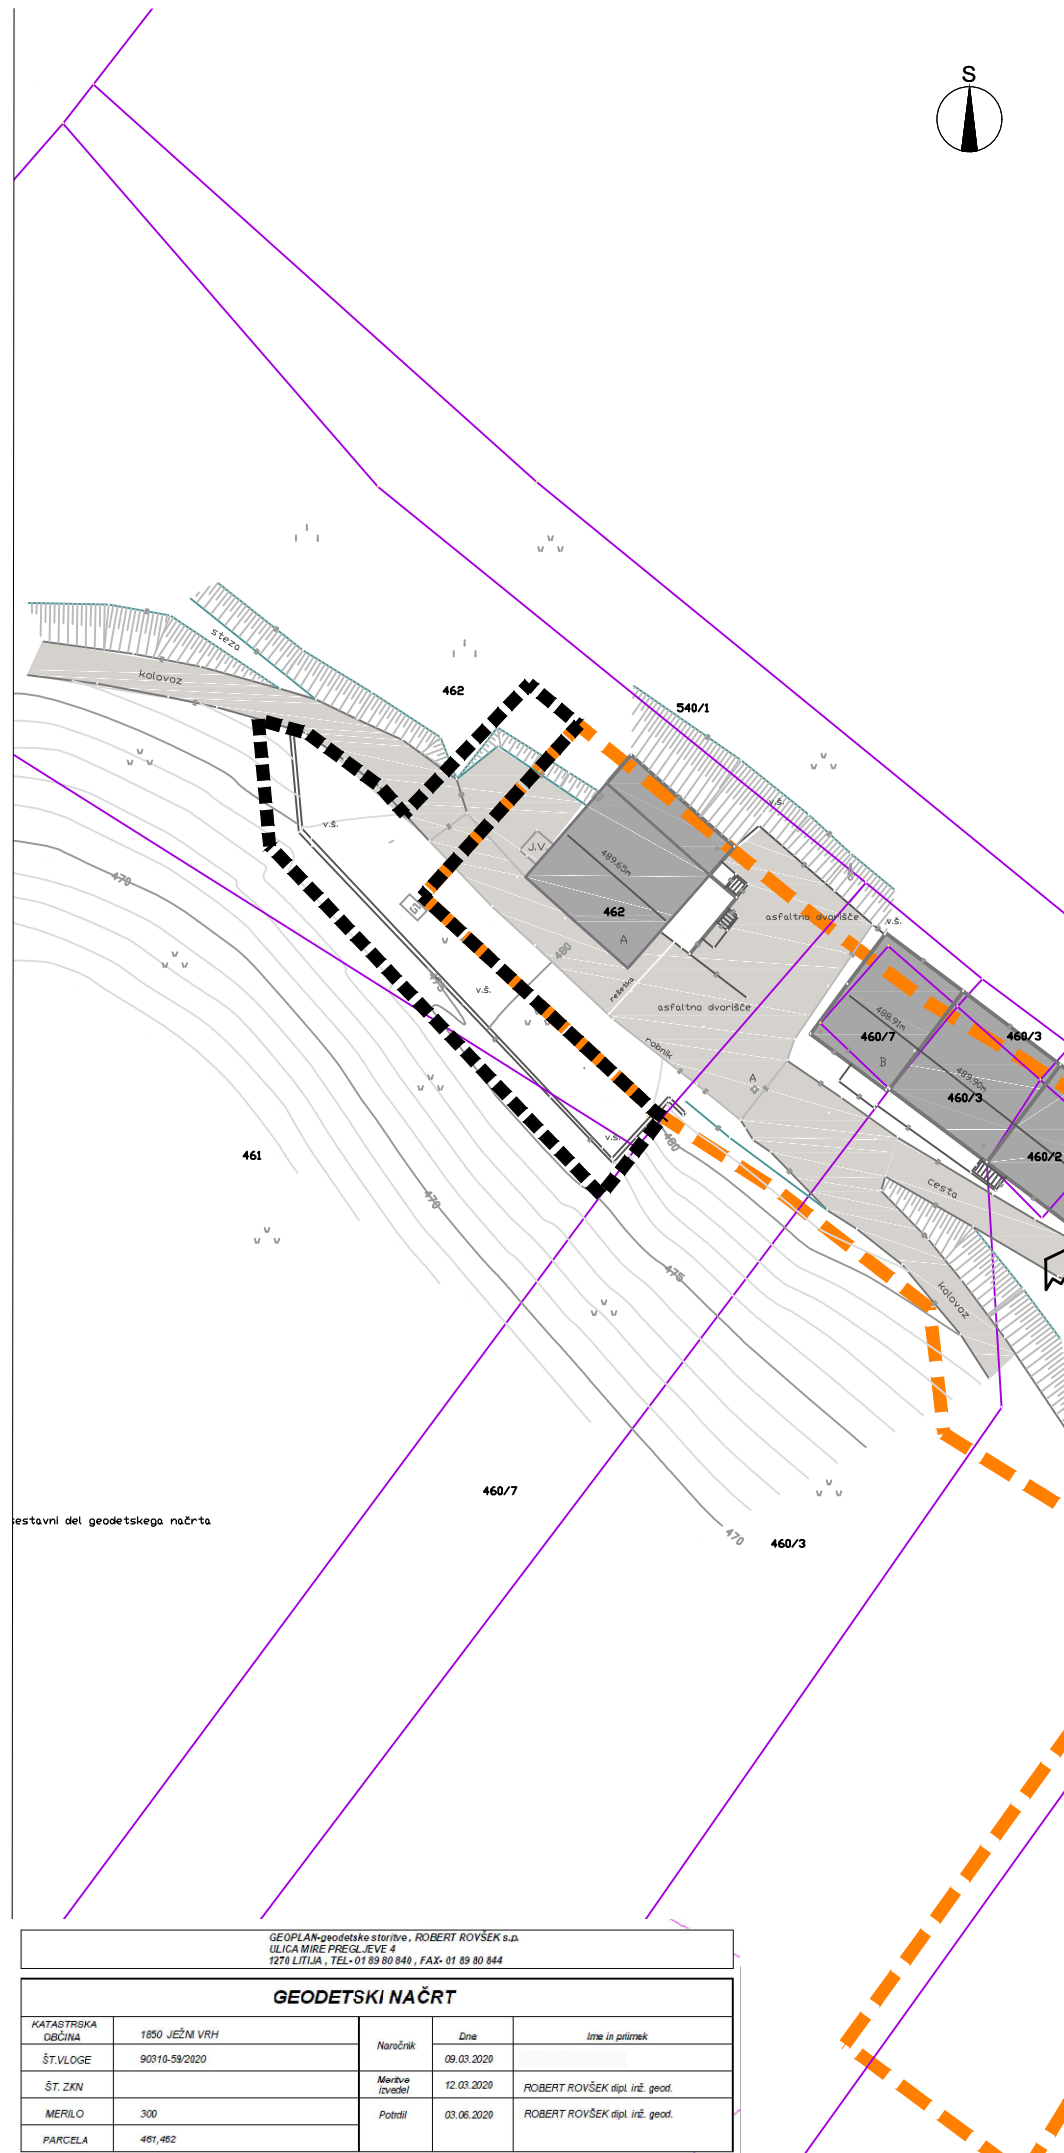 S
steza
kolovoz
462
540/1
v.š.
v.š.
J.V.
489.65m
470
462
A
asfaltno dvorišče
v.š.
G
480
475
v.š.
rešetka
asfaltno dvorišče
488.91m
460/7
460/3
B
robnik
489.90m
A
460/3
v.š.
480
461
460/2
cesta
470
475
kolovoz
460/7
sestavni del geodetskega načrta
470
460/3
GEOPLAN-geodetske storitve , ROBERT ROVŠEK s.p.
ULICA MIRE PREGLJEVE 4
1270 LITIJA , TEL- 01 89 80 840 , FAX- 01 89 80 844
GEODETSKI NAČRT
KATASTRSKA OBČINA 1850 JEŽNI VRH
Naročnik Dne Ime in priimek
ŠT.VLOGE 90310-59/2020 09.03.2020
ŠT. ZKN Meritve izvedel 12.03.2020 ROBERT ROVŠEK dipl. inž. geod.
MERILO 300 Potrdil 03.06.2020 ROBERT ROVŠEK dipl. inž. geod.
PARCELA 461,462